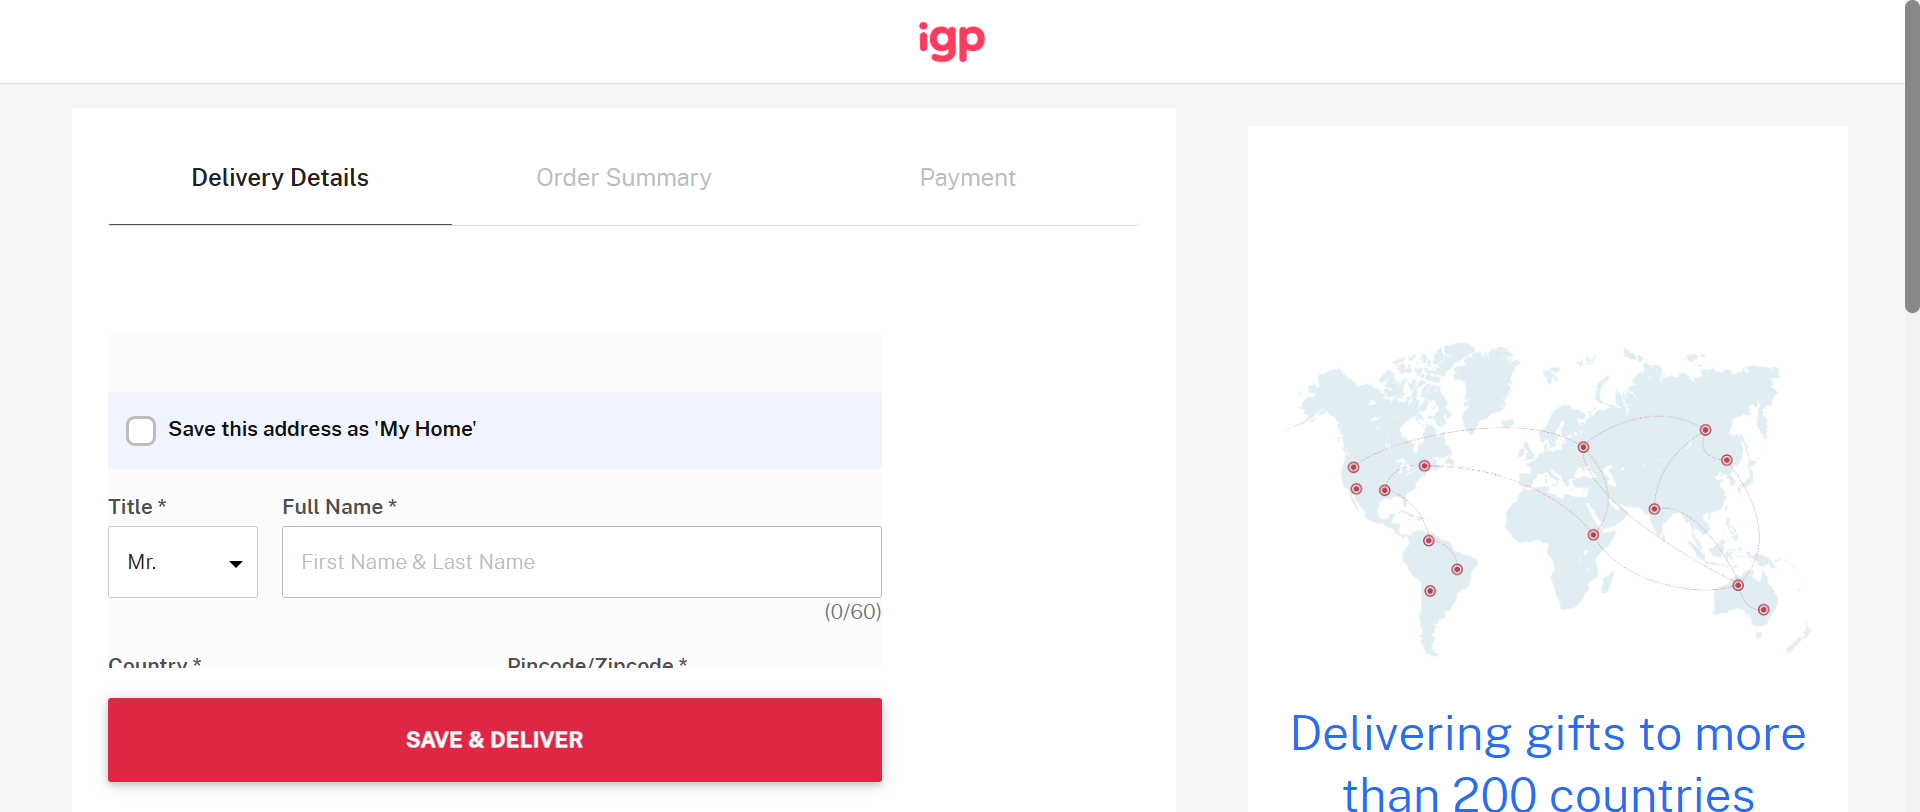 igp
Delivery Details
Order Summary
Payment
Save this address as 'My Home'
Title *
Full Name *
Mr.
First Name & Last Name
(0/60)
Country *
Pincode/Zipcode *
SAVE & DELIVER
Delivering gifts to more
than 200 countries